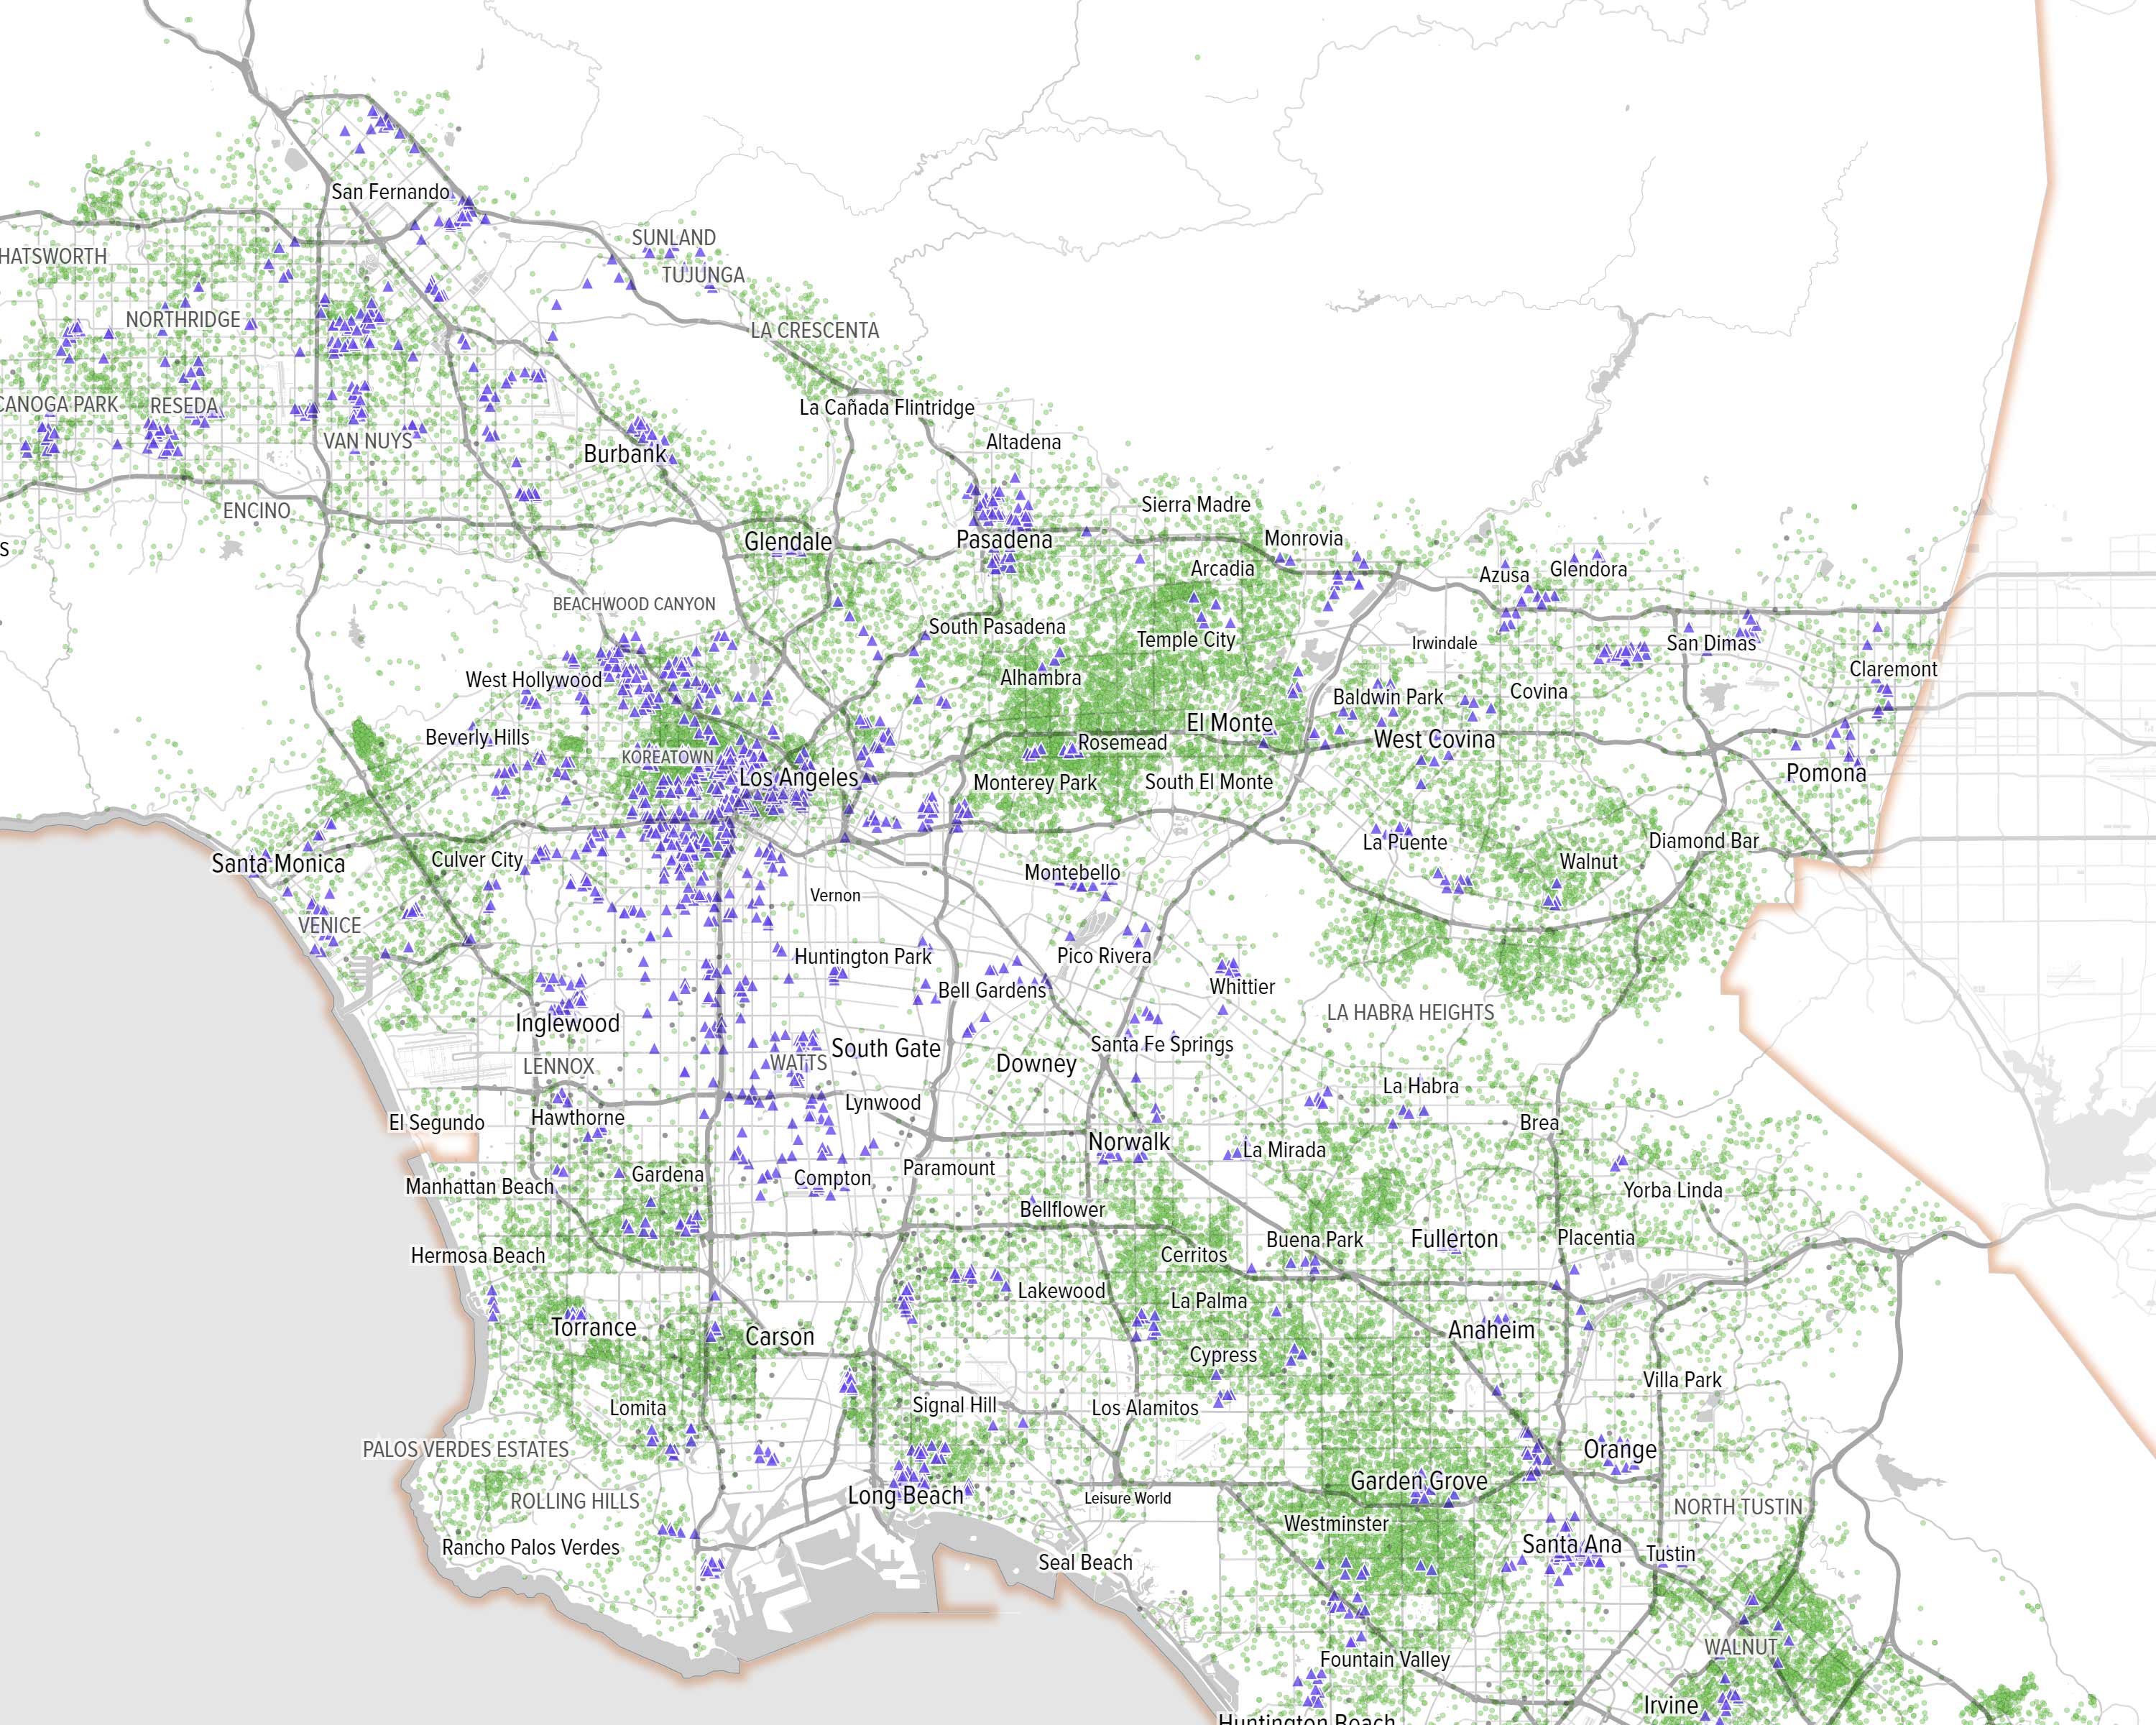 San Fernando
SUNLAND
HATSWORTH
TUJUNGA
NORTHRIDGE
LA CRESCENTA
CANOGA PARK
RESEDA
La Cañada Flintridge
VAN NUYS
Altadena
Burbank
Sierra Madre
ENCINO
Glendale
Pasadena
Monrovia
s
Arcadia
Azusa
Glendora
BEACHWOOD CANYON
South Pasadena
Temple City
Irwindale
San Dimas
West Hollywood
Alhambra
Claremont
Baldwin Park
Covina
El Monte
Beverly Hills
Rosemead
West Covina
KOREATOWN
Los Angeles
Monterey Park
South El Monte
Pomona
La Puente
Diamond Bar
Santa Monica
Culver City
Walnut
Montebello
Vernon
VENICE
Huntington Park
Pico Rivera
Bell Gardens
Whittier
LA HABRA HEIGHTS
Inglewood
South Gate
Santa Fe Springs
LENNOX
WATTS
Downey
La Habra
Lynwood
El Segundo
Hawthorne
Brea
Norwalk
La Mirada
Paramount
Gardena
Compton
Manhattan Beach
Yorba Linda
Bellflower
Hermosa Beach
Cerritos
Buena Park
Fullerton
Placentia
Lakewood
La Palma
Torrance
Carson
Anaheim
Cypress
Villa Park
Lomita
Signal Hill
Los Alamitos
PALOS VERDES ESTATES
Orange
Garden Grove
Long Beach
Leisure World
ROLLING HILLS
NORTH TUSTIN
Westminster
Rancho Palos Verdes
Santa Ana
Tustin
Seal Beach
WALNUT
Fountain Valley
Irvine
Huntington Beach